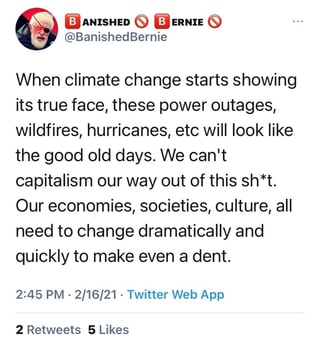 🅱ANISHED 🚫 🅱ERNIE 🚫
@BanishedBernie
When climate change starts showing
its true face, these power outages,
wildfires, hurricanes, etc will look like
the good old days. We can't
capitalism our way out of this sh*t.
Our economies, societies, culture, all
need to change dramatically and
quickly to make even a dent.
2:45 PM · 2/16/21 · Twitter Web App
2 Retweets 5 Likes